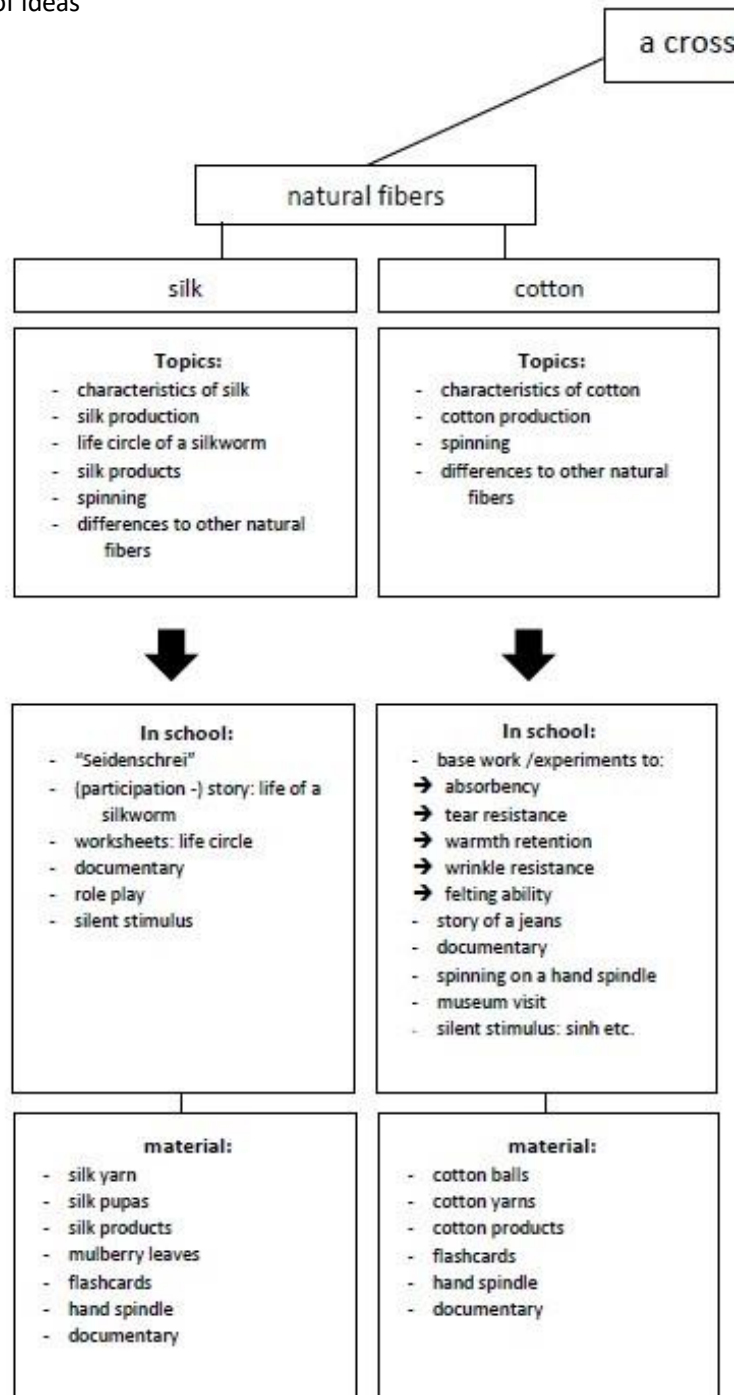 of Ideas
a cross
natural fibers
silk
cotton
Topics:
- characteristics of silk
- silk production
- life circle of a silkworm
- silk products
- spinning
- differences to other natural
fibers
Topics:
- characteristics of cotton
- cotton production
- spinning
- differences to other natural
fibers
In school:
- "Seidenschrei"
- (participation -) story: life of a
silkworm
- worksheets: life circle
- documentary
- role play
- silent stimulus
In school:
- base work /experiments to:
➔ absorbency
➔ tear resistance
➔ warmth retention
➔ wrinkle resistance
➔ felting ability
- story of a jeans
- documentary
- spinning on a hand spindle
- museum visit
- silent stimulus: sinh etc.
material:
- silk yarn
- silk pupas
- silk products
- mulberry leaves
- flashcards
- hand spindle
- documentary
material:
- cotton balls
- cotton yarns
- cotton products
- flashcards
- hand spindle
- documentary